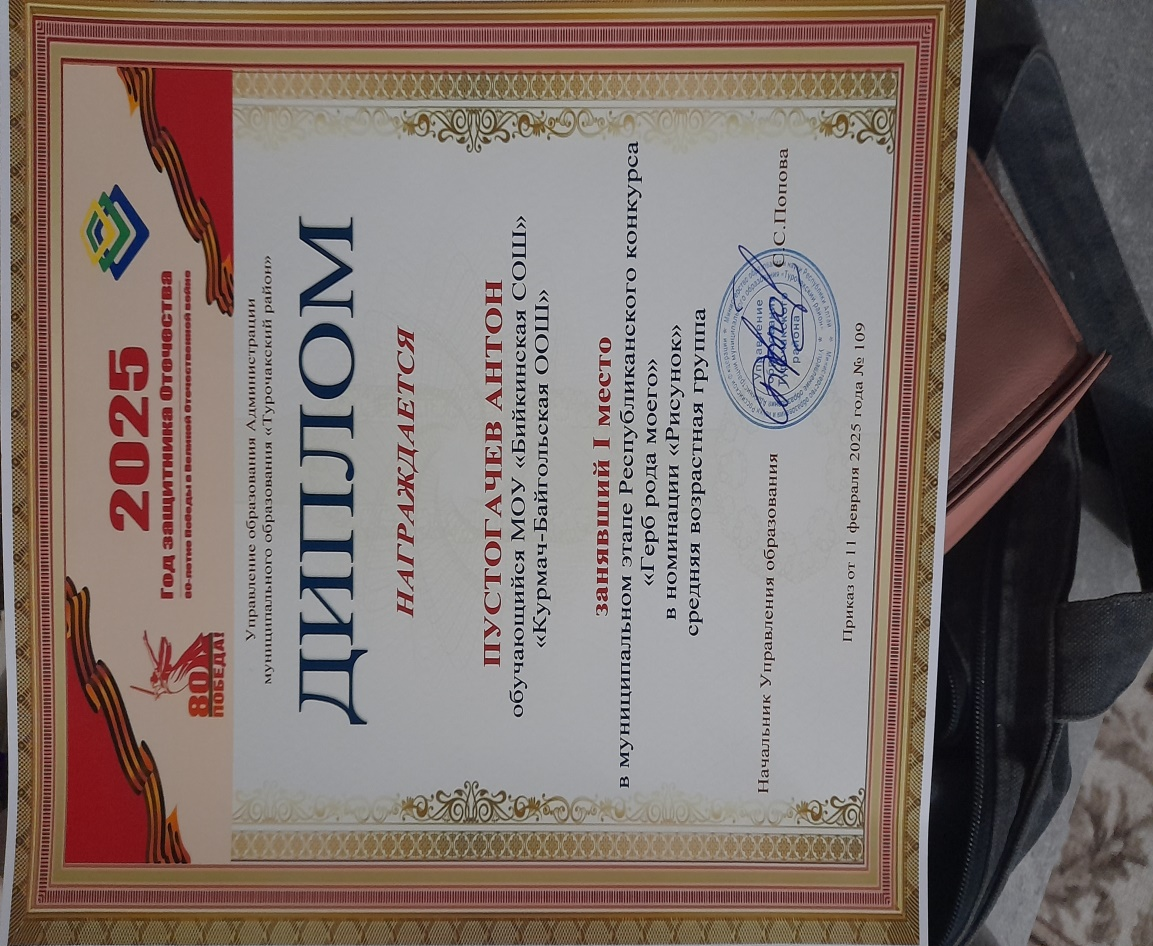 2025
Год защитника Отечества
80-летие Победы в Великой Отечественной войне
80
ПОБЕДА!
Управление образования Администрации
муниципального образования «Турочакский район»
ДИПЛОМ
НАГРАЖДАЕТСЯ
ПУСТОГАЧЕВ АНТОН
обучающийся МОУ «Бийкинская СОШ»
«Курмач-Байгольская ООШ»
занявший I место
в муниципальном этапе Республиканского конкурса
«Герб рода моего»
в номинации «Рисунок»
средняя возрастная группа
Начальник Управления образования С.С.Попова
Управление
района
Приказ от 11 февраля 2025 года № 109